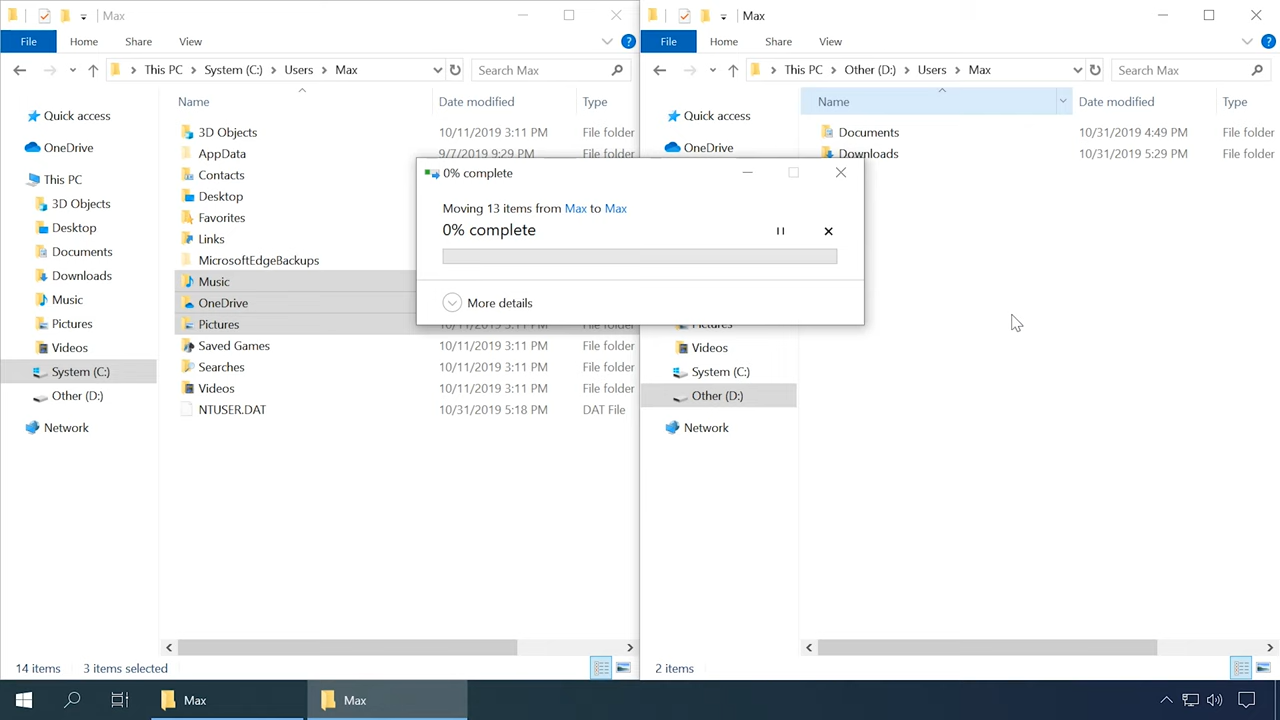 Max
File Home Share View
This PC System (C:) Users Max Search Max
Quick access
OneDrive
This PC
3D Objects
Desktop
Documents
Downloads
Music
Pictures
Videos
System (C:)
Other (D:)
Network
Name Date modified Type
3D Objects 10/11/2019 3:11 PM File folder
AppData 9/7/2019 9:29 PM File folder
Contacts
Desktop
Favorites
Links
MicrosoftEdgeBackups
Music
OneDrive
Pictures 10/11/2019 3:11 PM File folder
Saved Games 10/11/2019 3:11 PM File folder
Searches 10/11/2019 3:11 PM File folder
Videos 10/11/2019 3:11 PM File folder
NTUSER.DAT 10/31/2019 5:18 PM DAT File
14 items 3 items selected
0% complete
Moving 13 items from Max to Max
0% complete
More details
Max
File Home Share View
This PC Other (D:) Users Max Search Max
Quick access
OneDrive
Pictures
Videos
System (C:)
Other (D:)
Network
Name Date modified Type
Documents 10/31/2019 4:49 PM File folder
Downloads 10/31/2019 5:29 PM File folder
2 items
Max Max